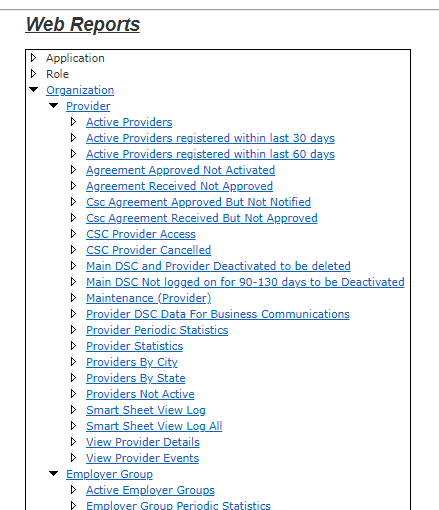 Web Reports
Application
Role
Organization
Provider
Active Providers
Active Providers registered within last 30 days
Active Providers registered within last 60 days
Agreement Approved Not Activated
Agreement Received Not Approved
Csc Agreement Approved But Not Notified
Csc Agreement Received But Not Approved
CSC Provider Access
CSC Provider Cancelled
Main DSC and Provider Deactivated to be deleted
Main DSC Not logged on for 90-130 days to be Deactivated
Maintenance (Provider)
Provider DSC Data For Business Communications
Provider Periodic Statistics
Provider Statistics
Providers By City
Providers By State
Providers Not Active
Smart Sheet View Log
Smart Sheet View Log All
View Provider Details
View Provider Events
Employer Group
Active Employer Groups
Employer Group Periodic Statistics